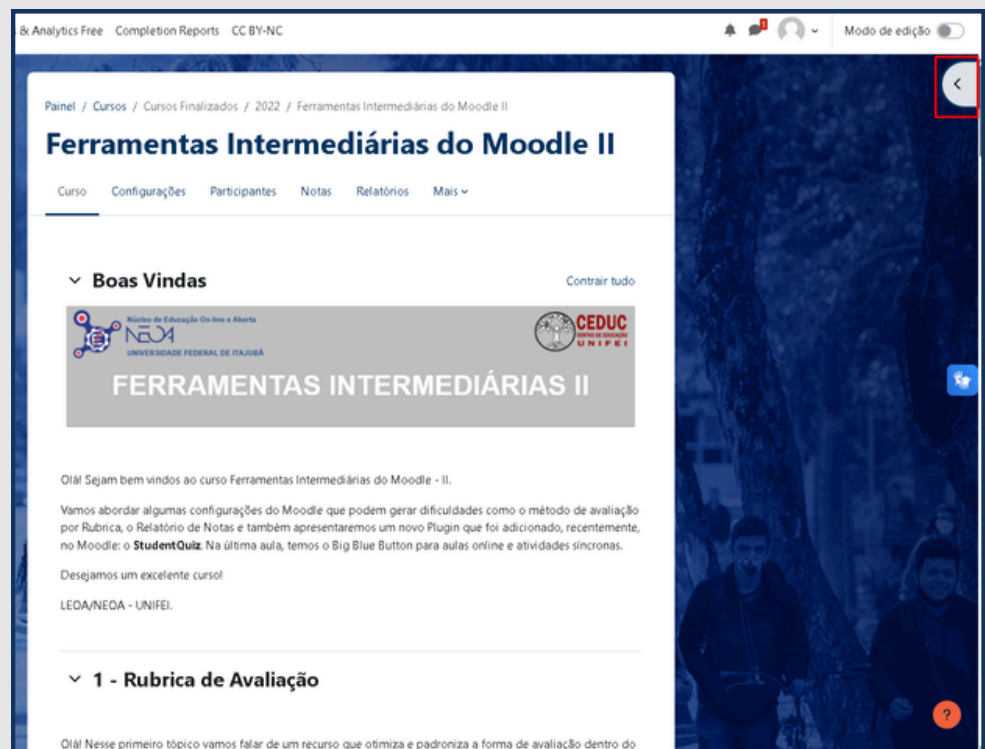 & Analytics Free Completion Reports CC BY-NC
1
Modo de edição
Painel / Cursos / Cursos Finalizados / 2022 / Ferramentas Intermediárias do Moodle II
Ferramentas Intermediárias do Moodle II
Curso Configurações Participantes Notas Relatórios Mais
Boas Vindas
Contrair tudo
Núcleo de Educação On-line e Aberta
NEOA
UNIVERSIDADE FEDERAL DE ITAJUBÁ
CEDUC
CENTRO DE EDUCAÇÃO
UNIFEI
FERRAMENTAS INTERMEDIÁRIAS II
Olá! Sejam bem vindos ao curso Ferramentas Intermediárias do Moodle - II.
Vamos abordar algumas configurações do Moodle que podem gerar dificuldades como o método de avaliação
por Rubrica, o Relatório de Notas e também apresentaremos um novo Plugin que foi adicionado, recentemente,
no Moodle: o StudentQuiz. Na última aula, temos o Big Blue Button para aulas online e atividades síncronas.
Desejamos um excelente curso!
LEOA/NEOA - UNIFEI.
1 - Rubrica de Avaliação
Olá! Nesse primeiro tópico vamos falar de um recurso que otimiza e padroniza a forma de avaliação dentro do
?